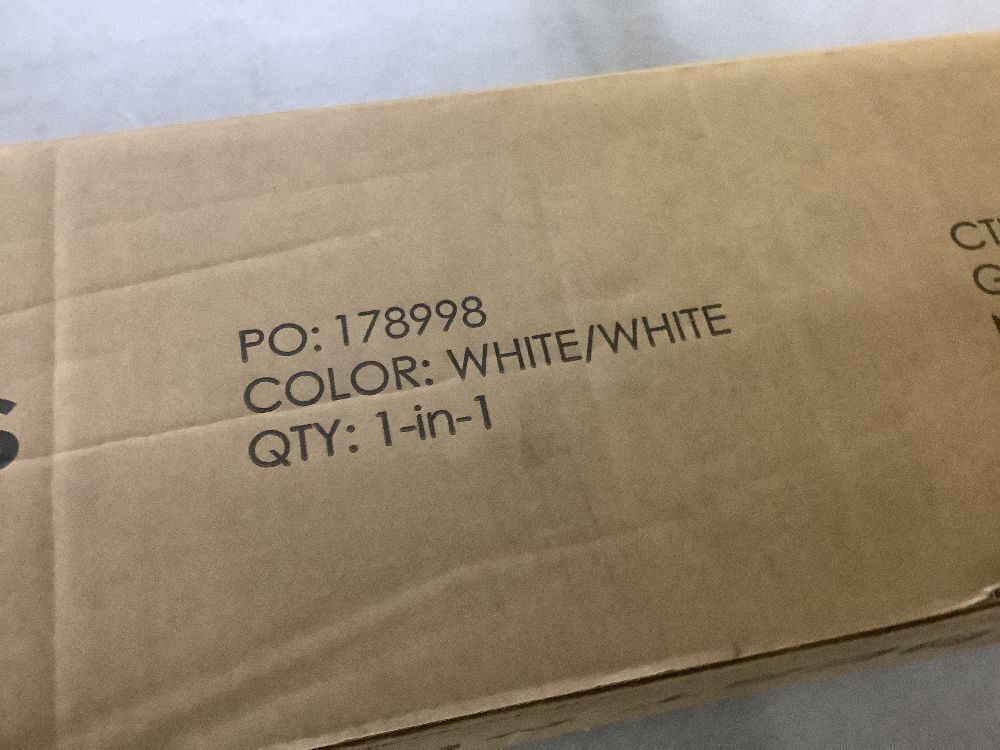 PO: 178998
COLOR: WHITE/WHITE
QTY: 1-in-1